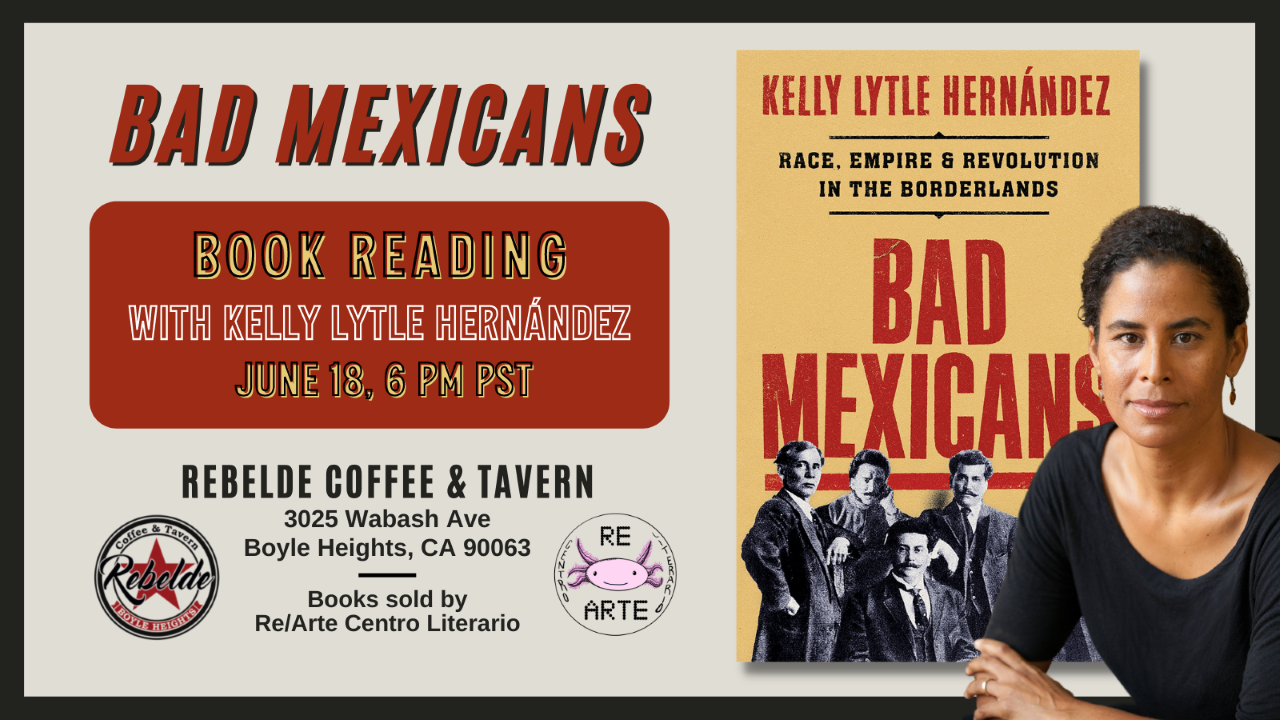 BAD MEXICANS
BOOK READING
WITH KELLY LYTLE HERNÁNDEZ
JUNE 18, 6 PM PST
REBELDE COFFEE & TAVERN
3025 Wabash Ave
Boyle Heights, CA 90063
Books sold by
Re/Arte Centro Literario
Coffee & Tavern
Rebelde
BOYLE HEIGHTS
RE
CENTRO
LITERARIO
ARTE
KELLY LYTLE HERNÁNDEZ
RACE, EMPIRE & REVOLUTION
IN THE BORDERLANDS
BAD
MEXICANS